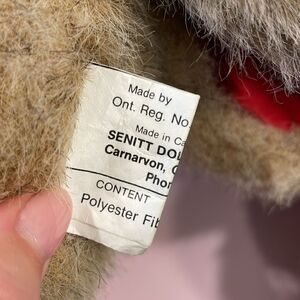 Made by
Ont. Reg. No
Made in Ca
SENITT DOL
Carnarvon, O
Phon
CONTENT
Polyester Fib